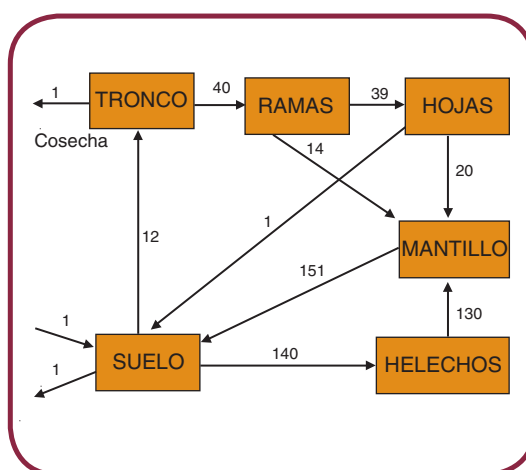 1
TRONCO
40
RAMAS
39
HOJAS
Cosecha
14
20
1
12
MANTILLO
151
1
130
SUELO
140
HELECHOS
1